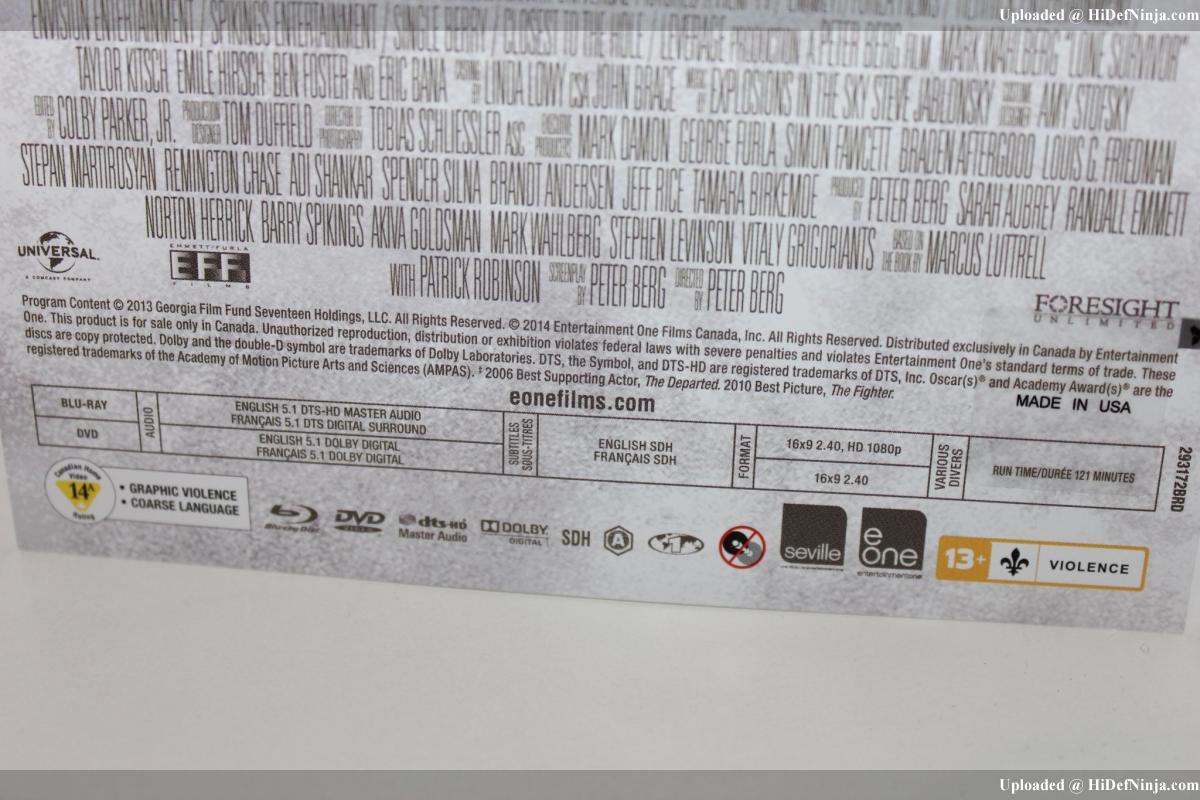 Uploaded @ HiDefNinja.com
ENVISION ENTERTAINMENT / SPIKINGS ENTERTAINMENT / SINGLE BERRY / CLOSEST TO THE HOLE / LEVERAGE PRODUCTION A PETER BERG FILM MARK WAHLBERG "LONE SURVIVOR"
TAYLOR KITSCH EMILE HIRSCH BEN FOSTER AND ERIC BANA LINDA LOWY CSA JOHN BRACE MUSIC BY EXPLOSIONS IN THE SKY STEVE JABLONSKY COSTUME DESIGNER AMY STOFSKY
EDITED BY COLBY PARKER, JR. PRODUCTION DESIGNER TOM DUFFIELD DIRECTOR OF PHOTOGRAPHY TOBIAS SCHLIESSLER ASC EXECUTIVE PRODUCERS MARK DAMON GEORGE FURLA SIMON FAWCETT BRADEN AFTERGOOD LOUIS G. FRIEDMAN
STEPAN MARTIROSYAN REMINGTON CHASE ADI SHANKAR SPENCER SILNA BRANDT ANDERSEN JEFF RICE TAMARA BIRKEMOE PRODUCED BY PETER BERG SARAH AUBREY RANDALL EMMETT
NORTON HERRICK BARRY SPIKINGS AKIVA GOLDSMAN MARK WAHLBERG STEPHEN LEVINSON VITALY GRIGORIANTS BASED ON THE BOOK BY MARCUS LUTTRELL
WITH PATRICK ROBINSON SCREENPLAY BY PETER BERG DIRECTED BY PETER BERG
UNIVERSAL
A COMCAST COMPANY
EMMETT/FURLA
EFF
FILMS
FORESIGHT
UNLIMITED
Program Content © 2013 Georgia Film Fund Seventeen Holdings, LLC. All Rights Reserved. © 2014 Entertainment One Films Canada, Inc. All Rights Reserved. Distributed exclusively in Canada by Entertainment
One. This product is for sale only in Canada. Unauthorized reproduction, distribution or exhibition violates federal laws with severe penalties and violates Entertainment One's standard terms of trade. These
discs are copy protected. Dolby and the double-D symbol are trademarks of Dolby Laboratories. DTS, the Symbol, and DTS-HD are registered trademarks of DTS, Inc. Oscar(s)® and Academy Award(s)® are the
registered trademarks of the Academy of Motion Picture Arts and Sciences (AMPAS). ‡ 2006 Best Supporting Actor, The Departed. 2010 Best Picture, The Fighter.
eonefilms.com
MADE IN USA
BLU-RAY
DVD
AUDIO
ENGLISH 5.1 DTS-HD MASTER AUDIO
FRANÇAIS 5.1 DTS DIGITAL SURROUND
ENGLISH 5.1 DOLBY DIGITAL
FRANÇAIS 5.1 DOLBY DIGITAL
SUBTITLES
SOUS-TITRES
ENGLISH SDH
FRANÇAIS SDH
FORMAT
16x9 2.40, HD 1080p
16x9 2.40
VARIOUS
DIVERS
RUN TIME/DURÉE 121 MINUTES
293172BRD
Canadian Home
Video
14A
Rating
• GRAPHIC VIOLENCE
• COARSE LANGUAGE
Blu-ray Disc
DVD
VIDEO
dts-HD
Master Audio
DOLBY
DIGITAL
SDH
A
1
seville
e one
entertainmentone
13+
VIOLENCE
Uploaded @ HiDefNinja.com